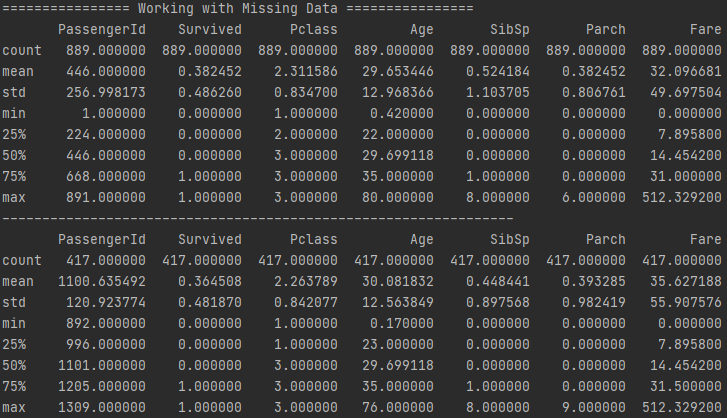 ================ Working with Missing Data ================
       PassengerId    Survived      Pclass         Age       SibSp       Parch        Fare
count   889.000000  889.000000  889.000000  889.000000  889.000000  889.000000  889.000000
mean    446.000000    0.382452    2.311586   29.653446    0.524184    0.382452   32.096681
std     256.998173    0.486260    0.834700   12.968366    1.103705    0.806761   49.697504
min       1.000000    0.000000    1.000000    0.420000    0.000000    0.000000    0.000000
25%     224.000000    0.000000    2.000000   22.000000    0.000000    0.000000    7.895800
50%     446.000000    0.000000    3.000000   29.699118    0.000000    0.000000   14.454200
75%     668.000000    1.000000    3.000000   35.000000    1.000000    0.000000   31.000000
max     891.000000    1.000000    3.000000   80.000000    8.000000    6.000000  512.329200
----------------------------------------------------------------
       PassengerId    Survived      Pclass         Age       SibSp       Parch        Fare
count   417.000000  417.000000  417.000000  417.000000  417.000000  417.000000  417.000000
mean   1100.635492    0.364508    2.263789   30.081832    0.448441    0.393285   35.627188
std     120.923774    0.481870    0.842077   12.563849    0.897568    0.982419   55.907576
min     892.000000    0.000000    1.000000    0.170000    0.000000    0.000000    0.000000
25%     996.000000    0.000000    1.000000   23.000000    0.000000    0.000000    7.895800
50%    1101.000000    0.000000    3.000000   29.699118    0.000000    0.000000   14.454200
75%    1205.000000    1.000000    3.000000   35.000000    1.000000    0.000000   31.500000
max    1309.000000    1.000000    3.000000   76.000000    8.000000    9.000000  512.329200